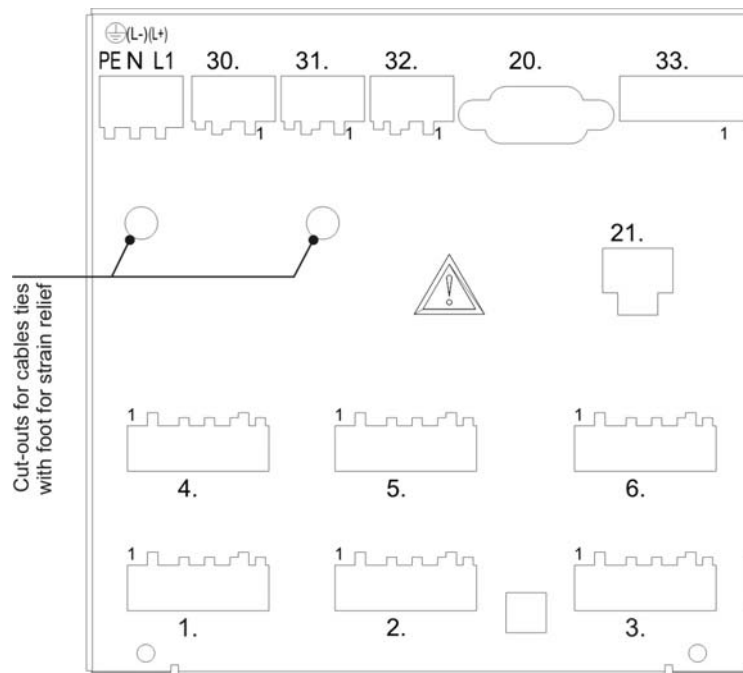 (L-)(L+)
PE N L1 30. 31. 32. 20. 33.
1 1 1 1
21.
!
Cut-outs for cables ties
with foot for strain relief
1 1 1
4. 5. 6.
1 1 1
1. 2. 3.